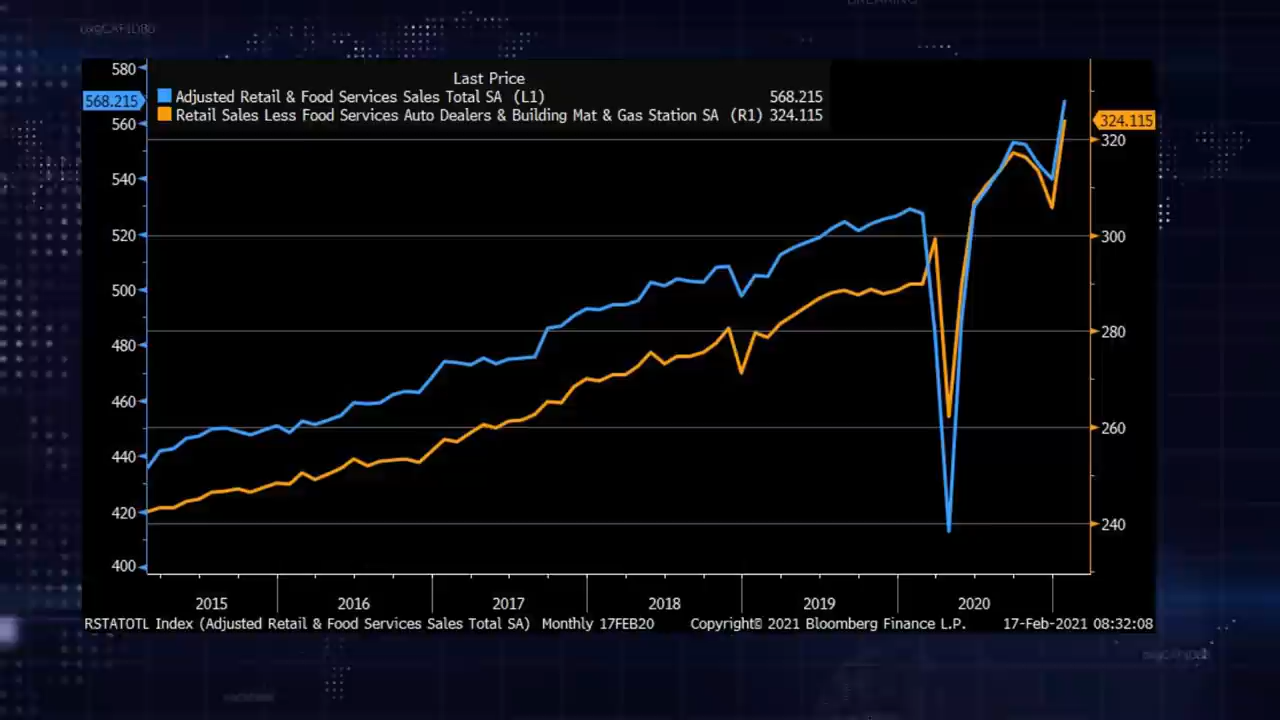 BREAKING
580
Last Price
568.215
Adjusted Retail & Food Services Sales Total SA (L1) 568.215
Retail Sales Less Food Services Auto Dealers & Building Mat & Gas Station SA (R1) 324.115
324.115
560
320
540
520
300
500
280
480
460
260
440
420
240
400
2015 2016 2017 2018 2019 2020
RSTATOTL Index (Adjusted Retail & Food Services Sales Total SA) Monthly 17FEB20 Copyright© 2021 Bloomberg Finance L.P. 17-Feb-2021 08:32:08